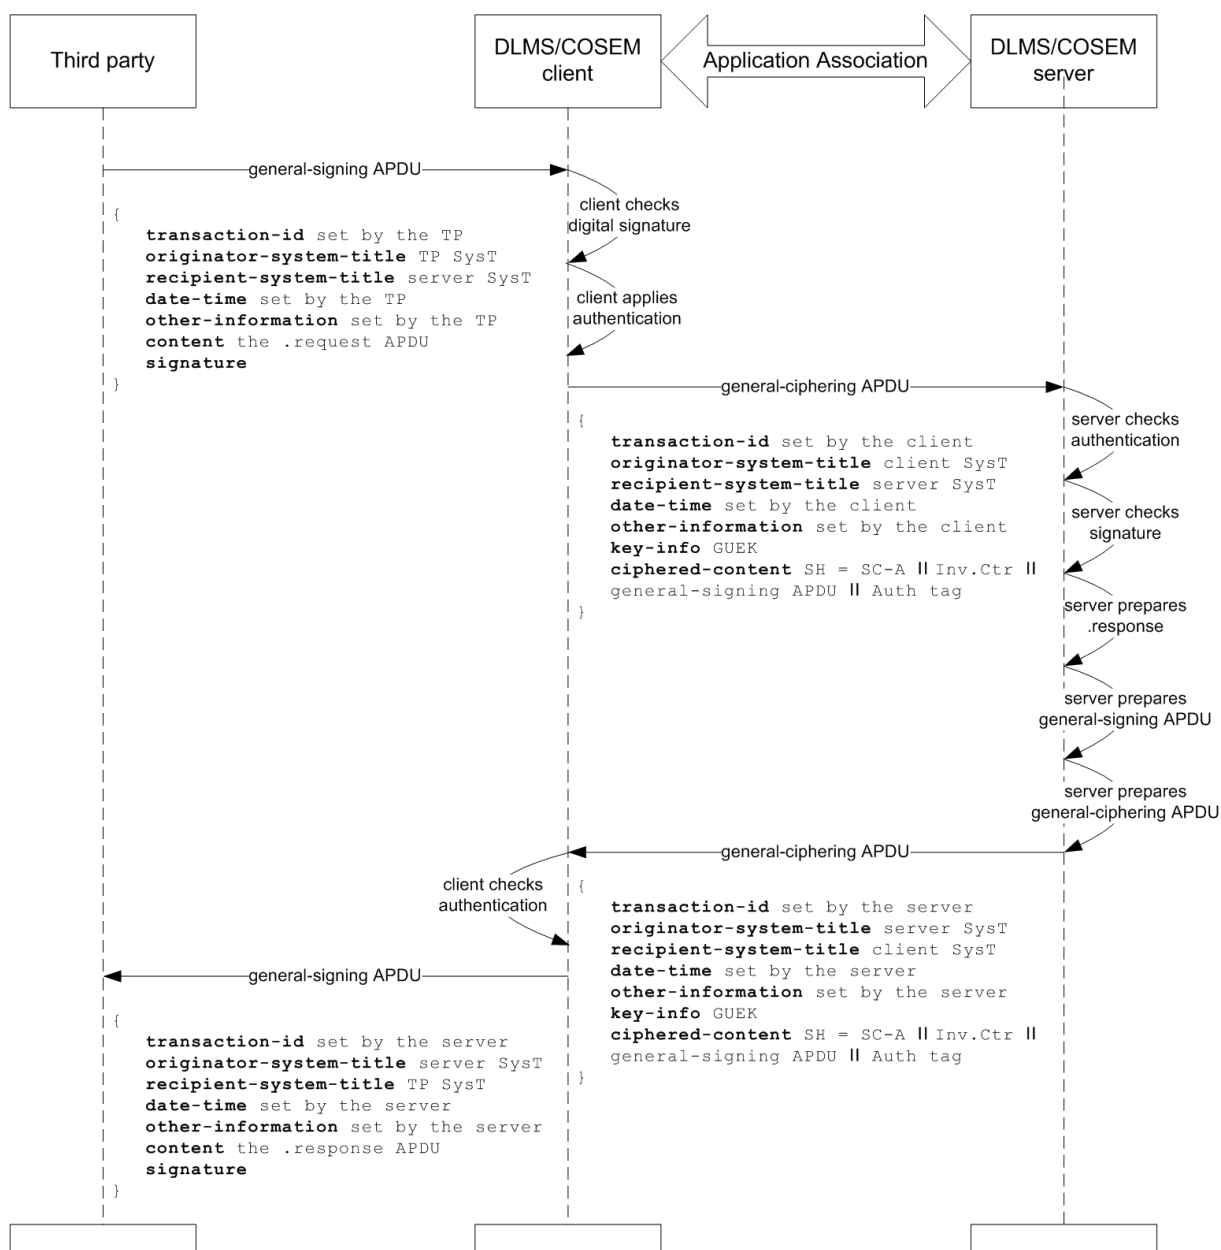 Third party
DLMS/COSEM
client
Application Association
DLMS/COSEM
server
general-signing APDU
{
transaction-id set by the TP
originator-system-title TP SysT
recipient-system-title server SysT
date-time set by the TP
other-information set by the TP
content the .request APDU
signature
}
client checks
digital signature
client applies
authentication
general-ciphering APDU
{
transaction-id set by the client
originator-system-title client SysT
recipient-system-title server SysT
date-time set by the client
other-information set by the client
key-info GUEK
ciphered-content SH = SC-A II Inv.Ctr II
general-signing APDU II Auth tag
}
server checks
authentication
server checks
signature
server prepares
.response
server prepares
general-signing APDU
server prepares
general-ciphering APDU
general-ciphering APDU
{
transaction-id set by the server
originator-system-title server SysT
recipient-system-title client SysT
date-time set by the server
other-information set by the server
key-info GUEK
ciphered-content SH = SC-A II Inv.Ctr II
general-signing APDU II Auth tag
}
client checks
authentication
general-signing APDU
{
transaction-id set by the server
originator-system-title server SysT
recipient-system-title TP SysT
date-time set by the server
other-information set by the server
content the .response APDU
signature
}